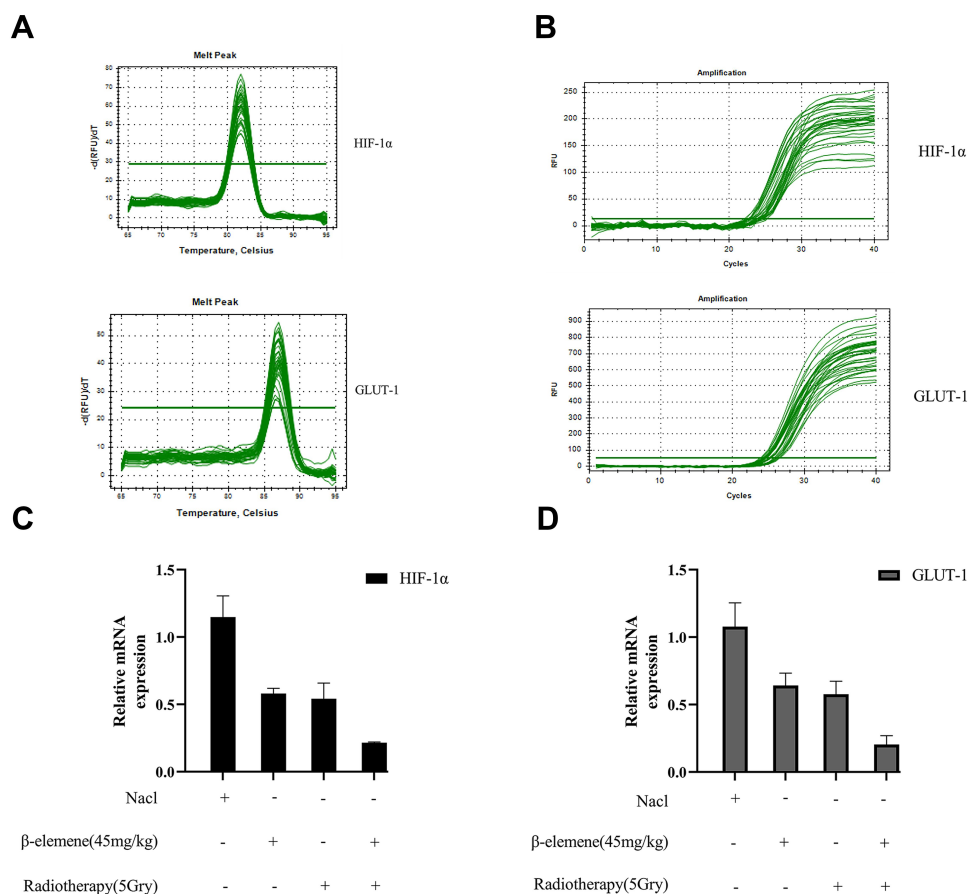 A
Melt Peak
80
70
60
50
40
30
20
10
0
-d(RFU)/dT
65 70 75 80 85 90 95
Temperature, Celsius
HIF-1α
Melt Peak
50
40
30
20
10
0
-d(RFU)/dT
65 70 75 80 85 90 95
Temperature, Celsius
GLUT-1
B
Amplification
250
200
150
100
50
0
RFU
0 10 20 30 40
Cycles
HIF-1α
Amplification
900
800
700
600
500
400
300
200
100
0
RFU
0 10 20 30 40
Cycles
GLUT-1
C
1.5
1.0
0.5
0.0
Relative mRNA
expression
HIF-1α
Nacl + - - -
β-elemene(45mg/kg) - + - +
Radiotherapy(5Gry) - - + +
D
1.5
1.0
0.5
0.0
Relative mRNA
expression
GLUT-1
Nacl + - - -
β-elemene(45mg/kg) - + - +
Radiotherapy(5Gry) - - + +